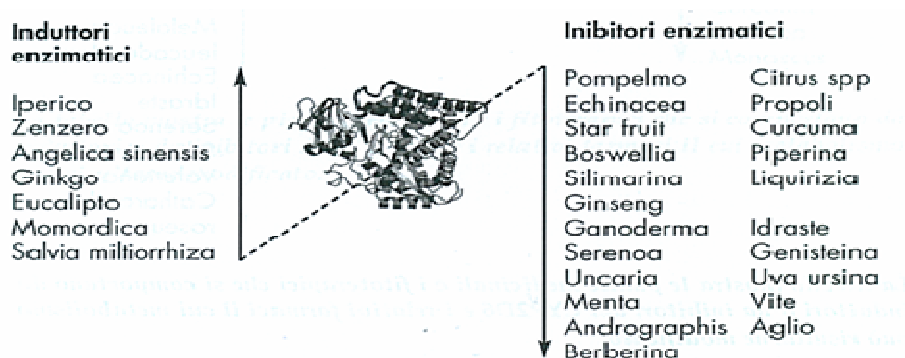 Induttori
enzimatici
Iperico
Zenzero
Angelica sinensis
Ginkgo
Eucalipto
Momordica
Salvia miltiorrhiza
Inibitori enzimatici
Pompelmo Citrus spp
Echinacea Propoli
Star fruit Curcuma
Boswellia Piperina
Silimarina Liquirizia
Ginseng
Ganoderma Idraste
Serenoa Genisteina
Uncaria Uva ursina
Menta Vite
Andrographis Aglio
Berberina